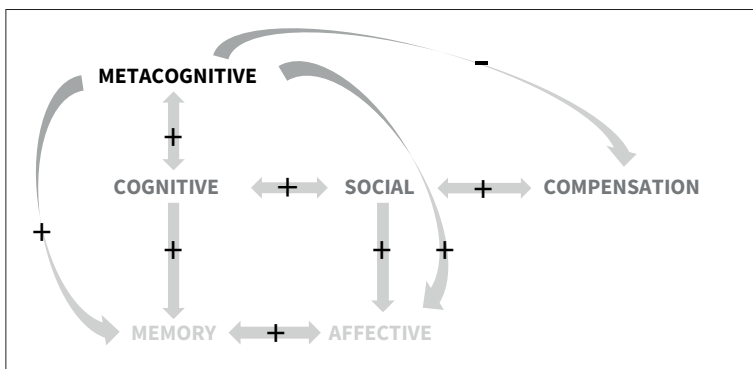 METACOGNITIVE
COGNITIVE SOCIAL COMPENSATION
MEMORY AFFECTIVE